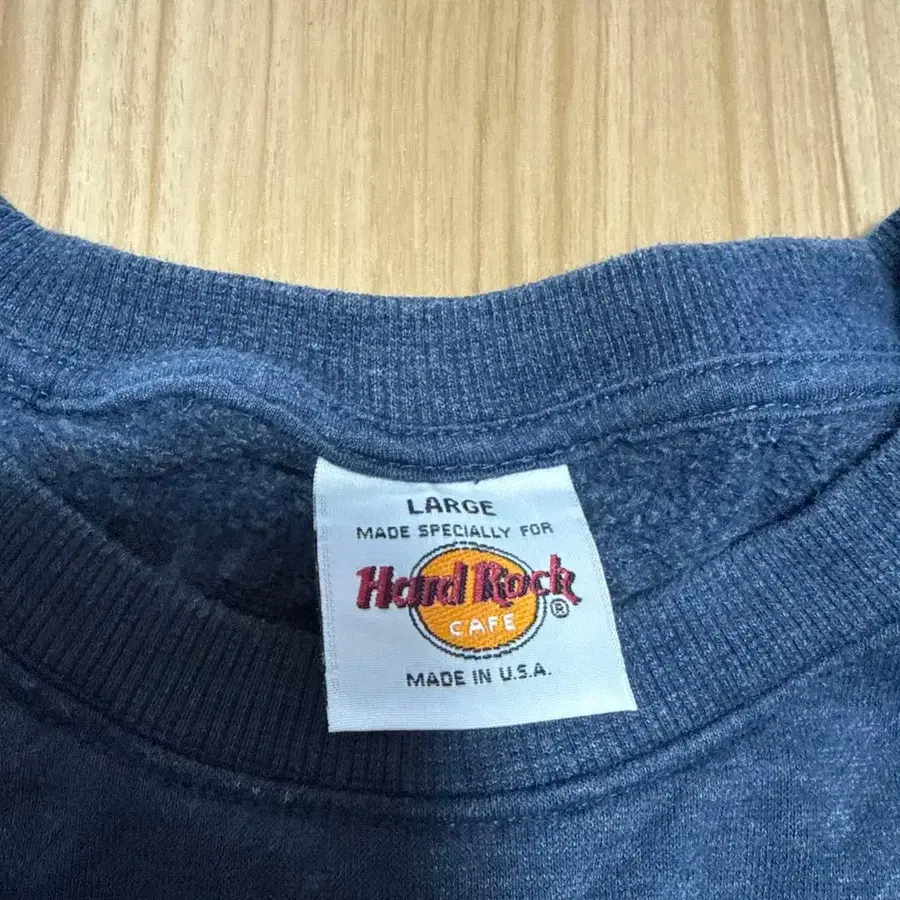 LARGE
MADE SPECIALLY FOR
Hard Rock
CAFE ®
MADE IN U.S.A.